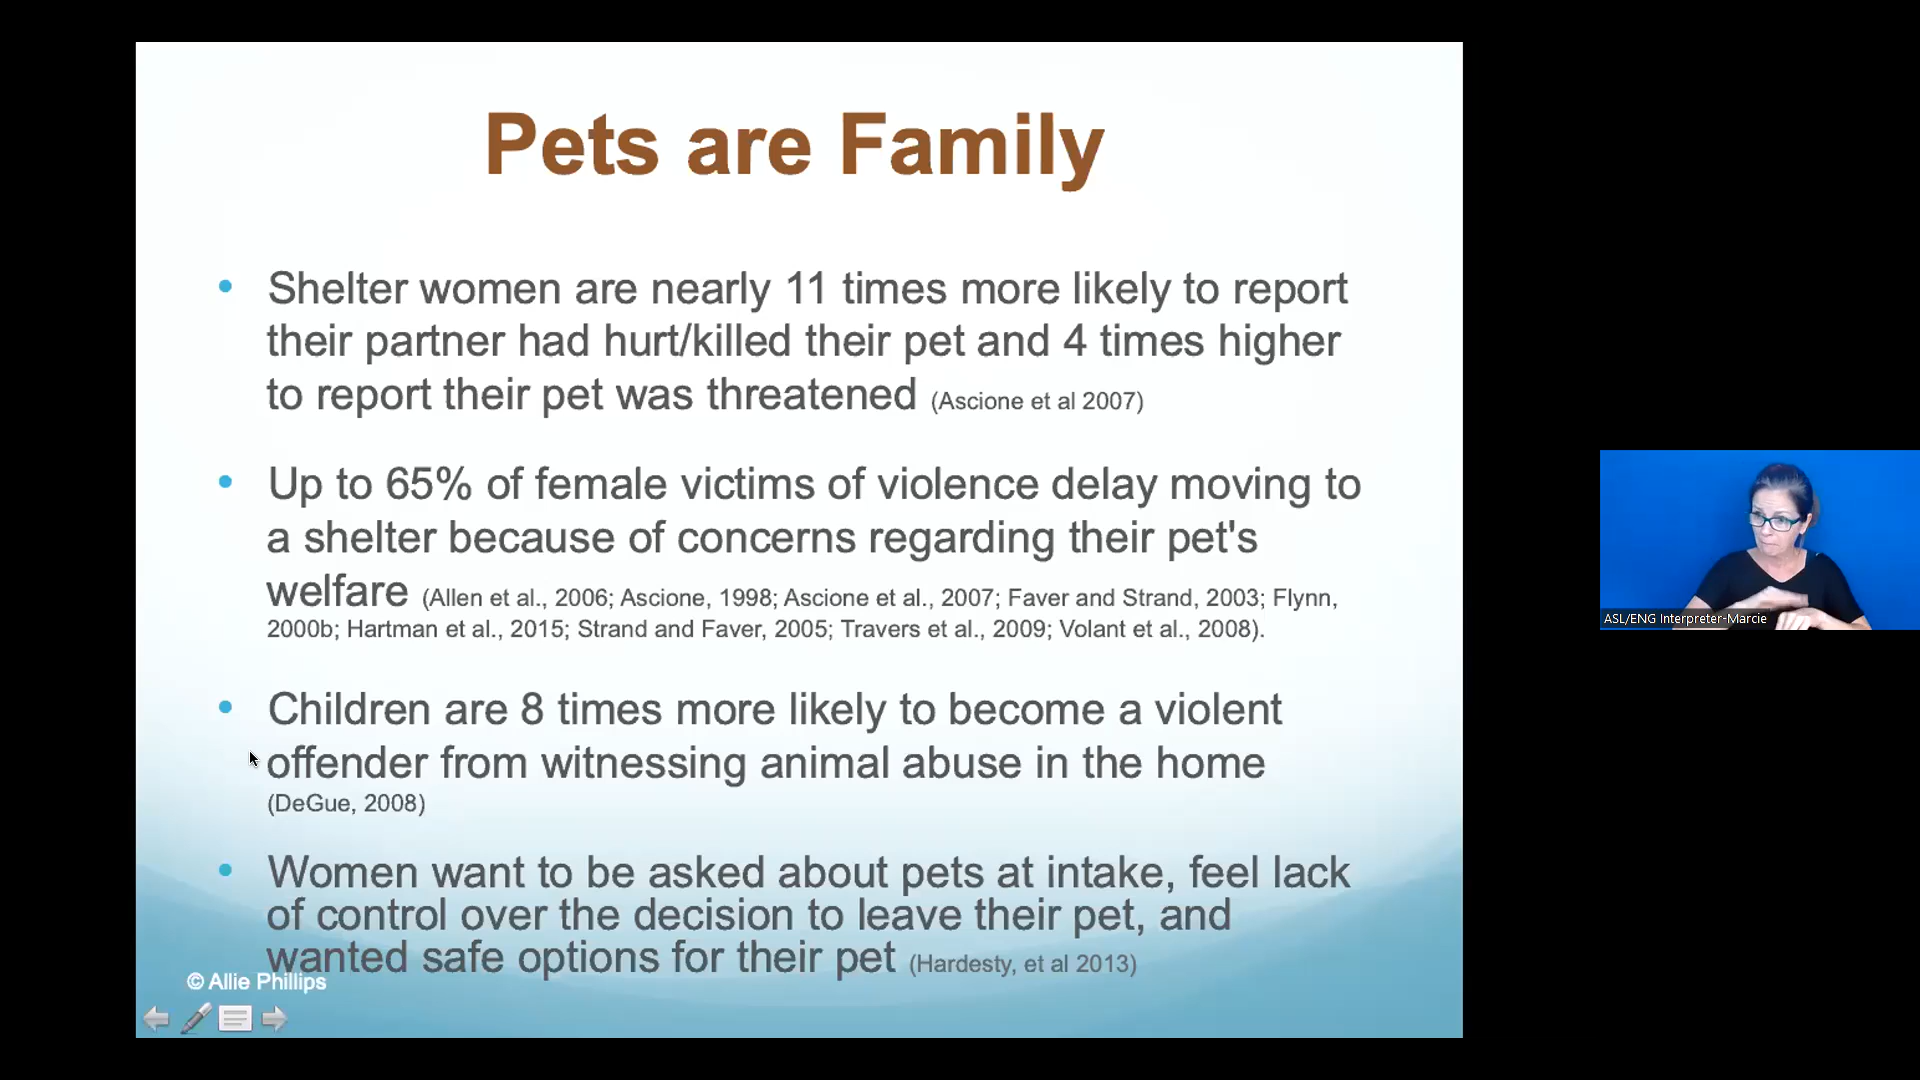 Pets are Family
• Shelter women are nearly 11 times more likely to report
their partner had hurt/killed their pet and 4 times higher
to report their pet was threatened (Ascione et al 2007)
• Up to 65% of female victims of violence delay moving to
a shelter because of concerns regarding their pet's
welfare (Allen et al., 2006; Ascione, 1998; Ascione et al., 2007; Faver and Strand, 2003; Flynn,
2000b; Hartman et al., 2015; Strand and Faver, 2005; Travers et al., 2009; Volant et al., 2008).
• Children are 8 times more likely to become a violent
offender from witnessing animal abuse in the home
(DeGue, 2008)
• Women want to be asked about pets at intake, feel lack
of control over the decision to leave their pet, and
wanted safe options for their pet (Hardesty, et al 2013)
© Allie Phillips
ASL/ENG Interpreter-Marcie